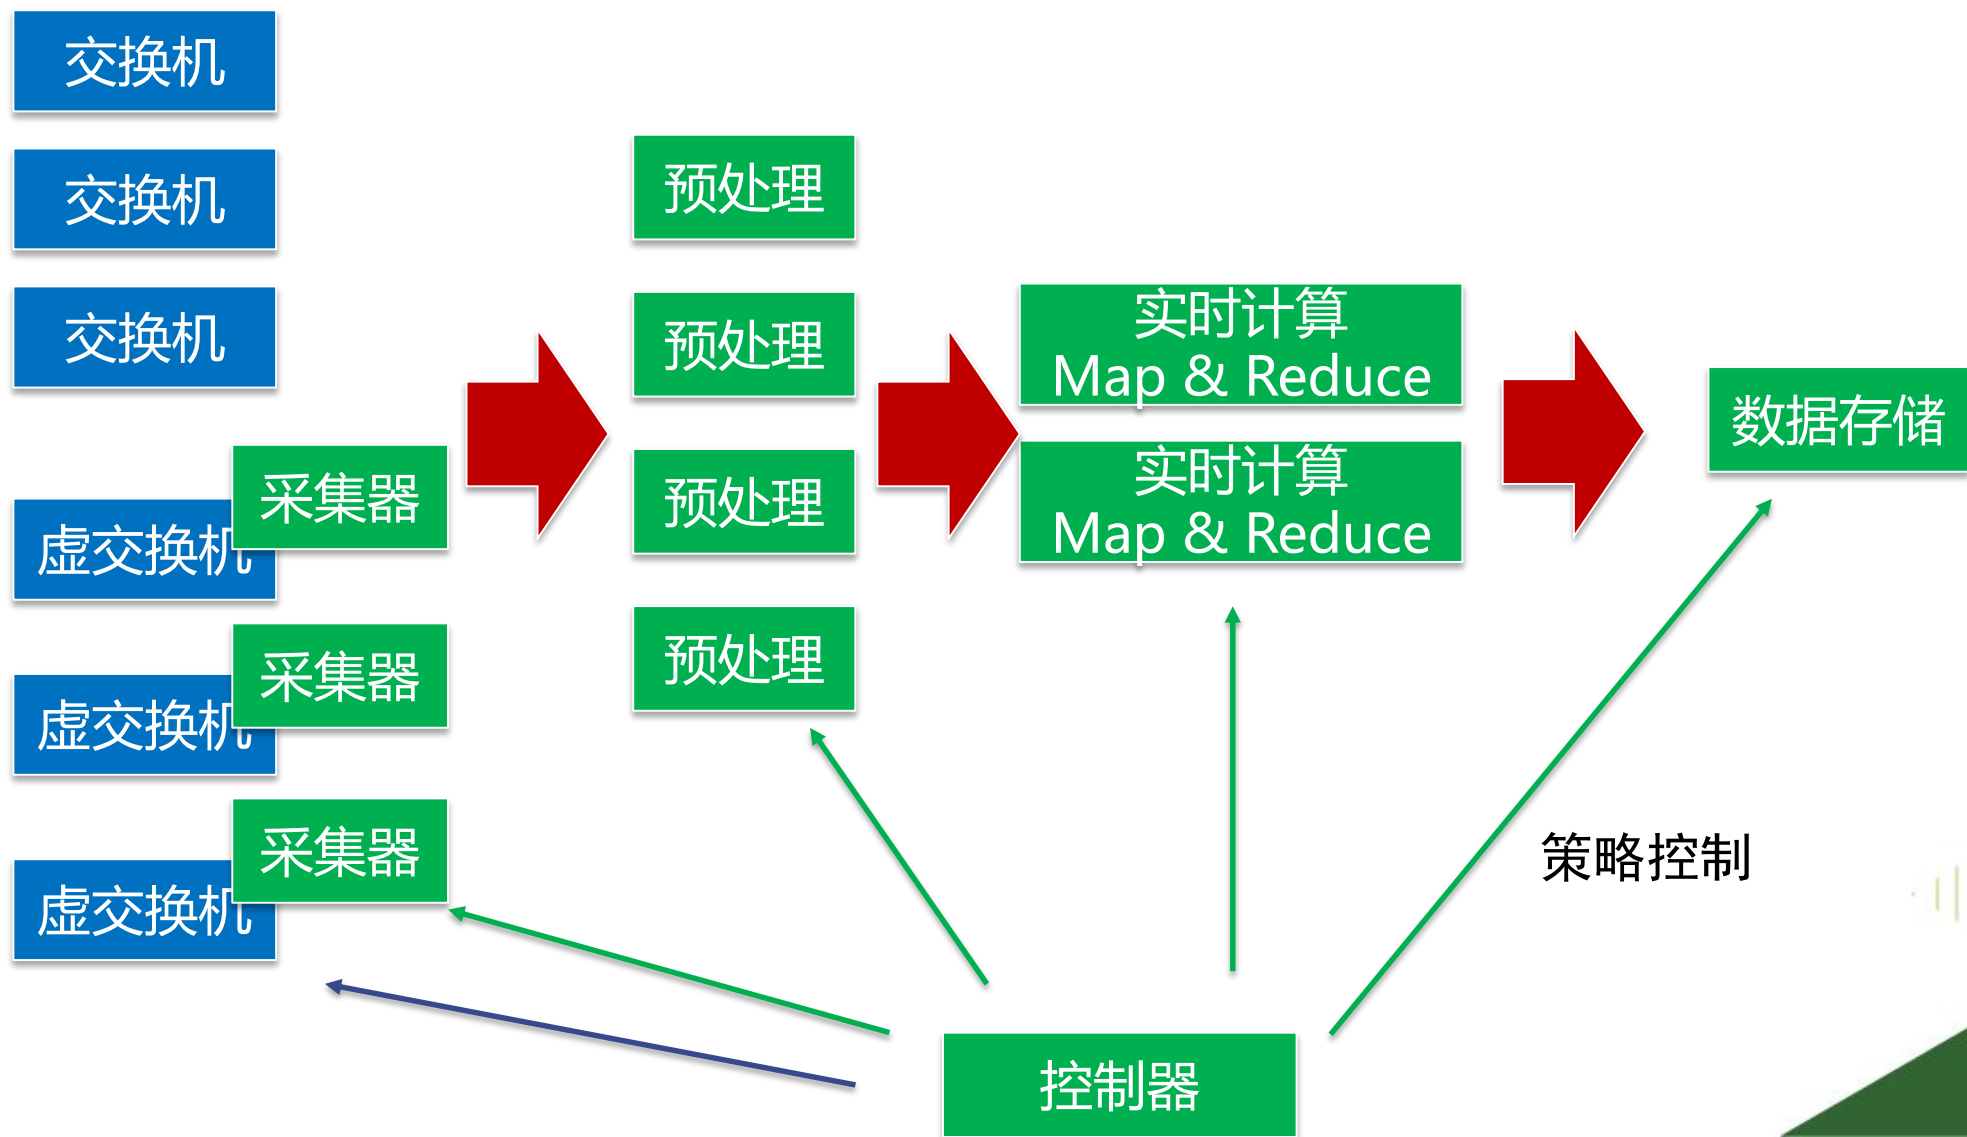 交换机
交换机
交换机
虚交换机
采集器
虚交换机
采集器
虚交换机
采集器
预处理
预处理
预处理
预处理
实时计算
Map & Reduce
实时计算
Map & Reduce
数据存储
策略控制
控制器